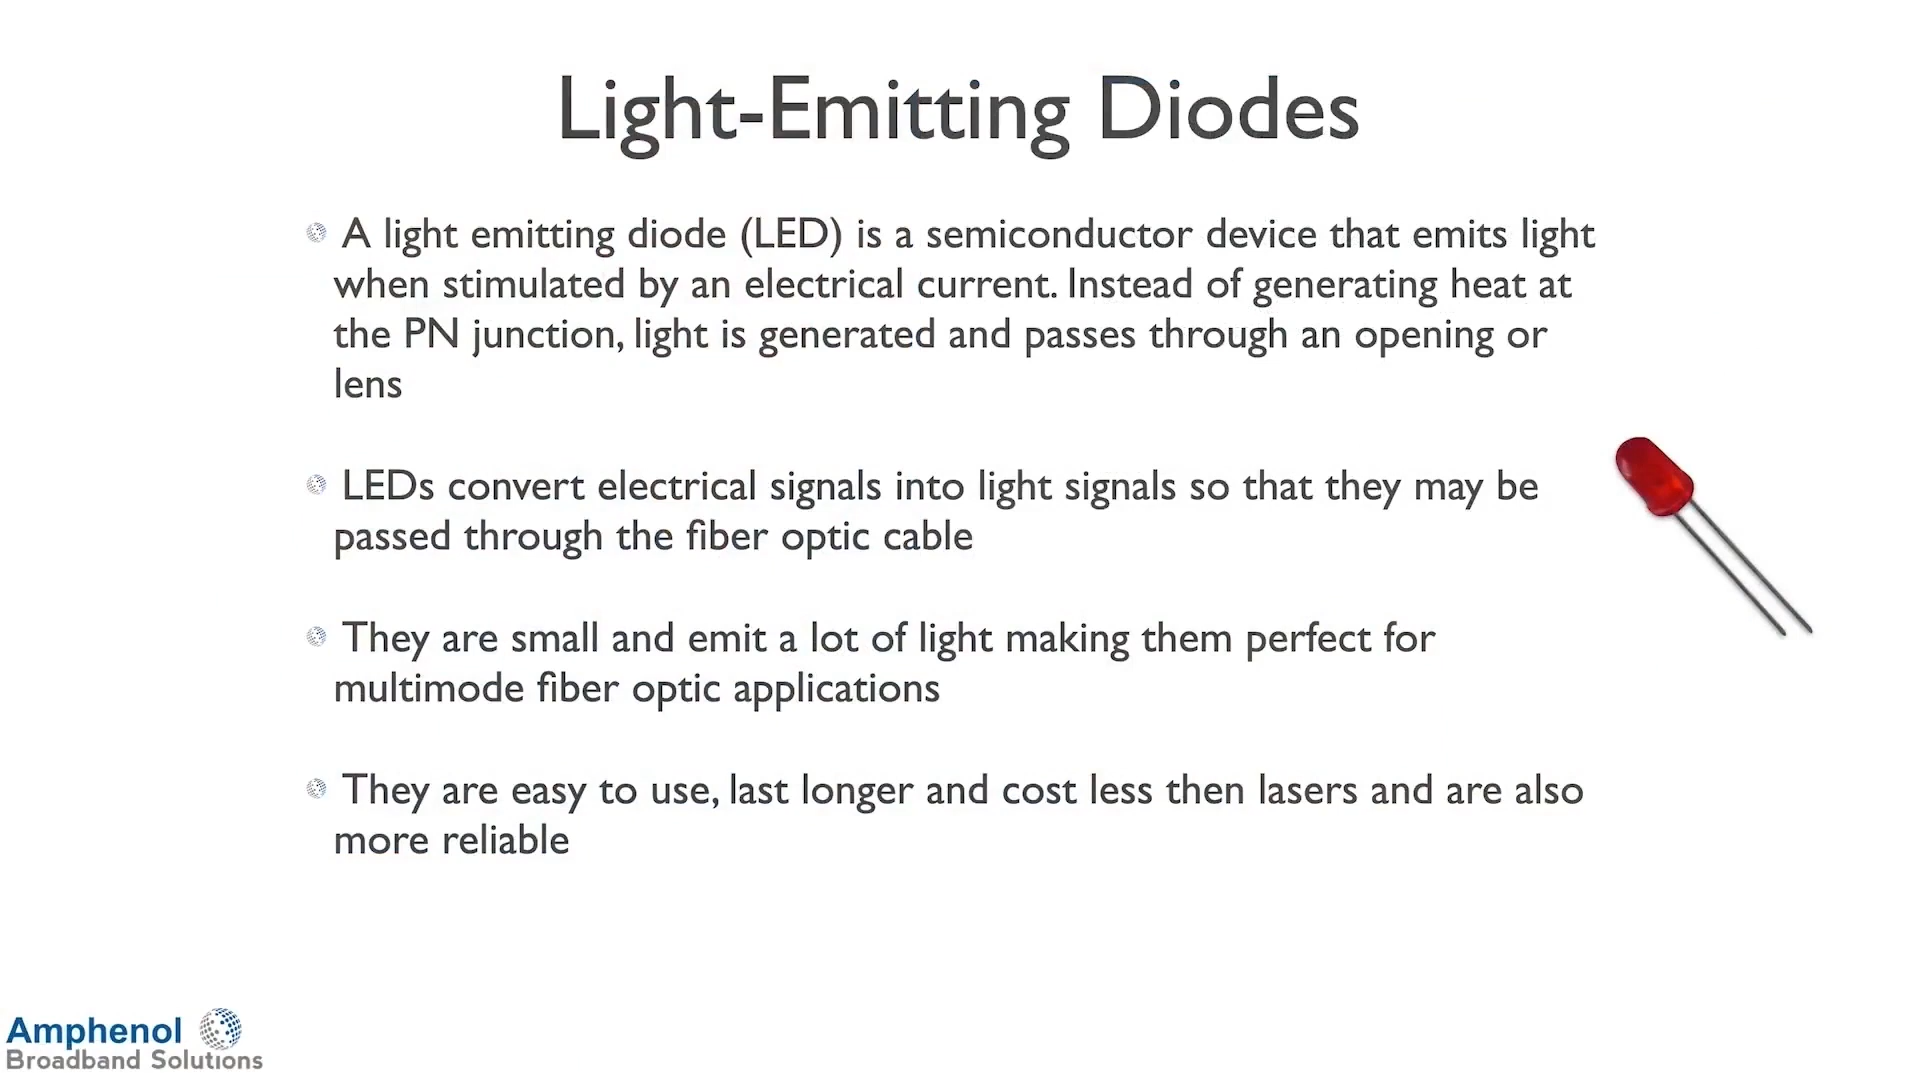 Light-Emitting Diodes
A light emitting diode (LED) is a semiconductor device that emits light
when stimulated by an electrical current. Instead of generating heat at
the PN junction, light is generated and passes through an opening or
lens
LEDs convert electrical signals into light signals so that they may be
passed through the fiber optic cable
They are small and emit a lot of light making them perfect for
multimode fiber optic applications
They are easy to use, last longer and cost less then lasers and are also
more reliable
Amphenol
Broadband Solutions